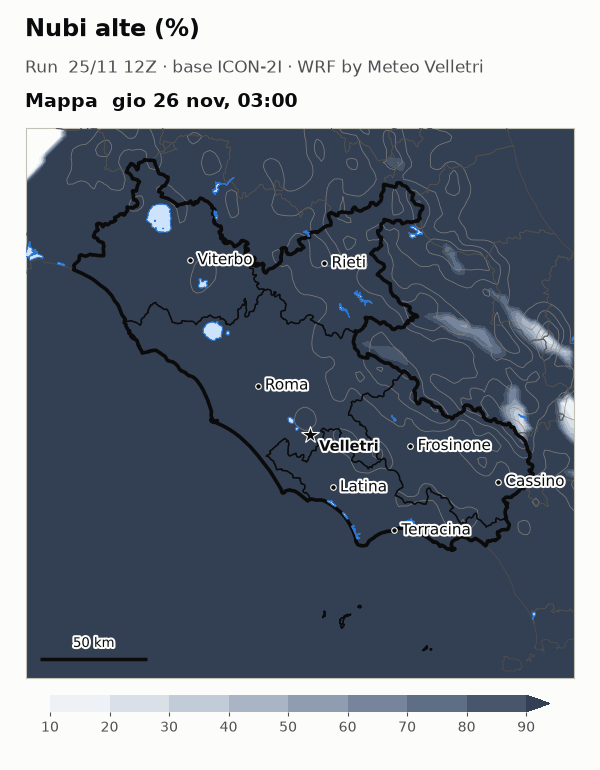 Nubi alte (%)
Run  25/11 12Z · base ICON-2I · WRF by Meteo Velletri
Mappa  gio 26 nov, 03:00
Viterbo
Rieti
Roma
Velletri
Frosinone
Latina
Cassino
Terracina
50 km
10 20 30 40 50 60 70 80 90